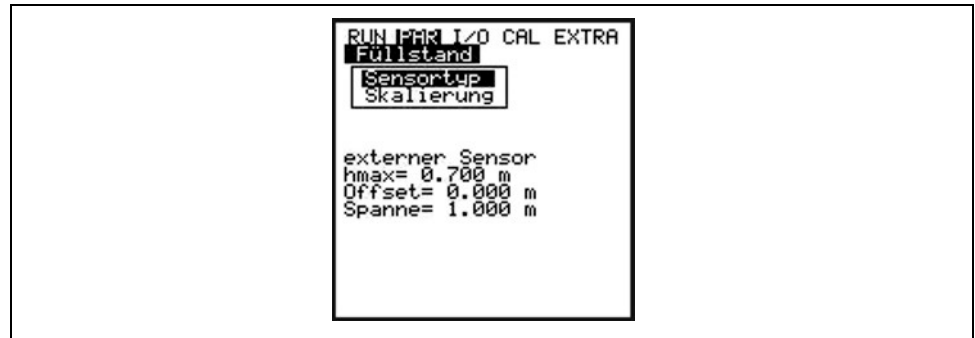 RUN PAR I/O CAL EXTRA
Füllstand
Sensortyp
Skalierung
externer Sensor
hmax= 0.700 m
Offset= 0.000 m
Spanne= 1.000 m